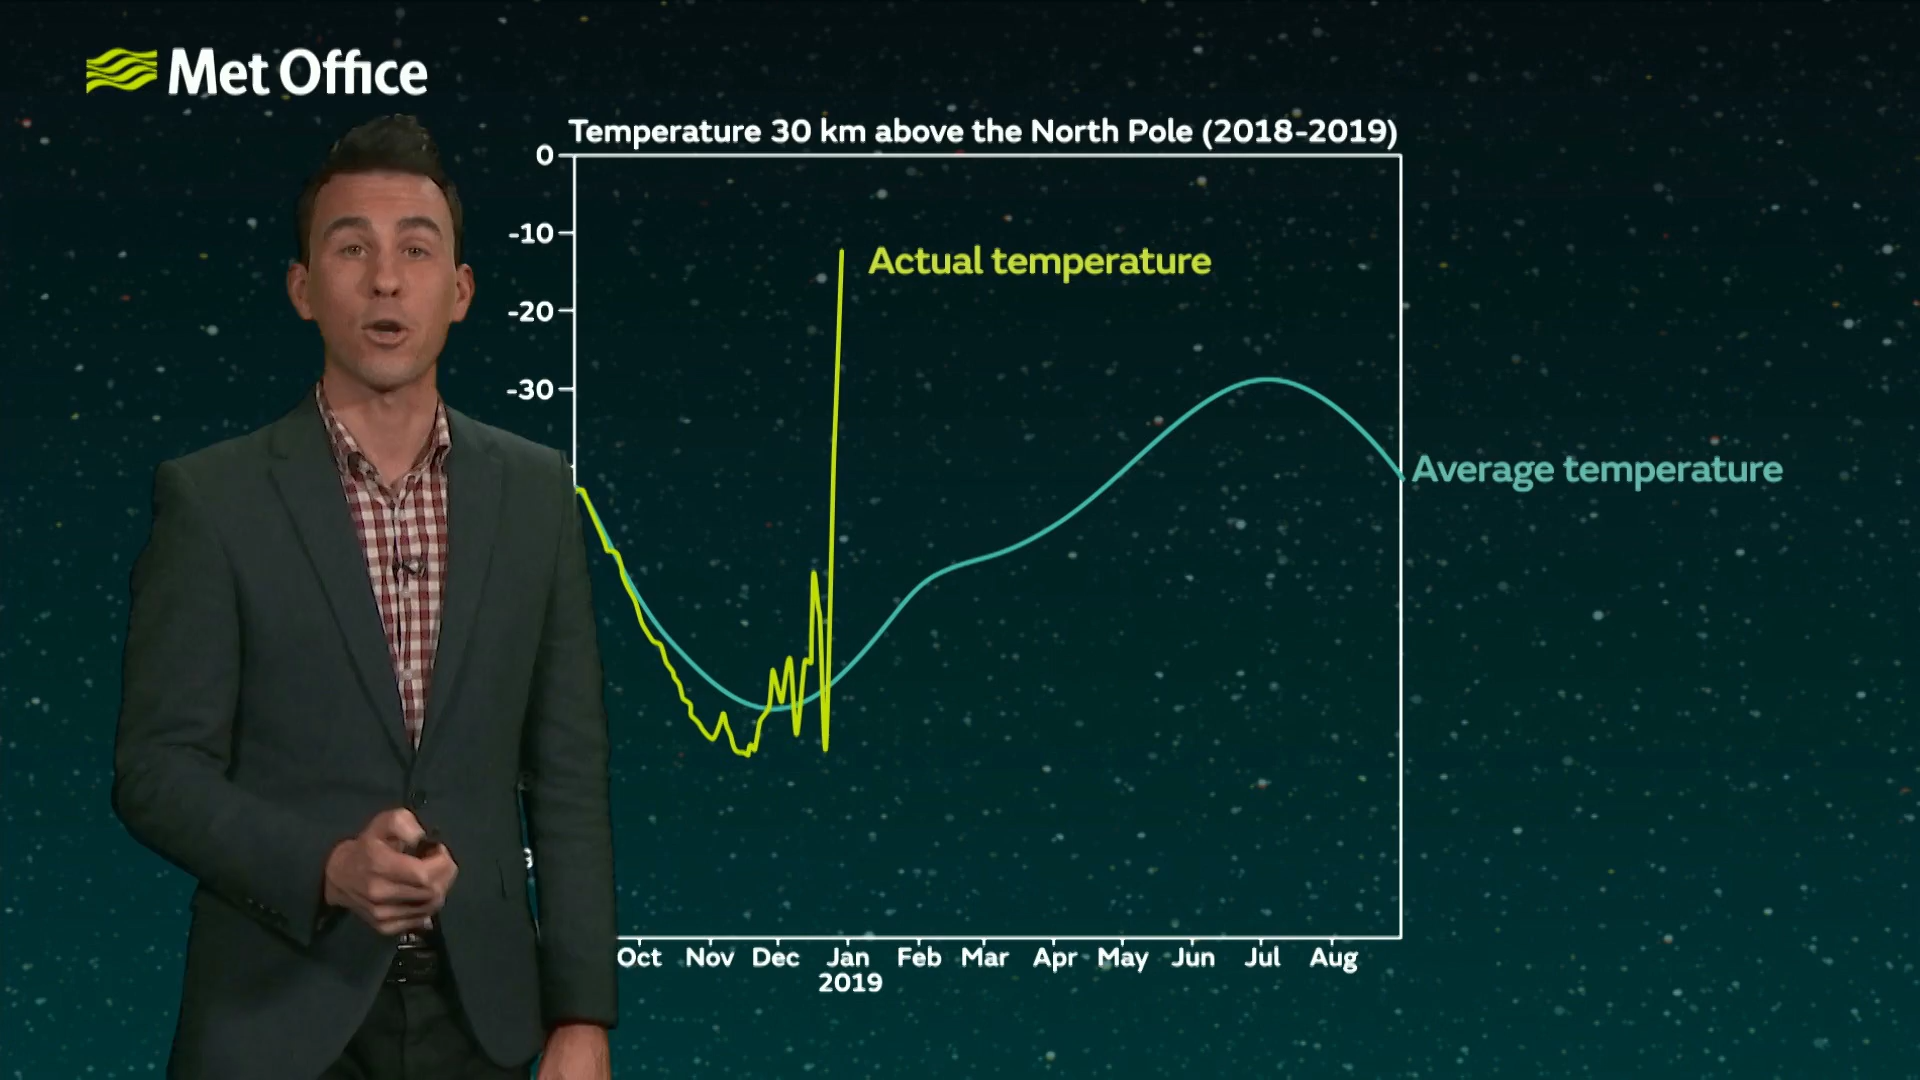 Met Office
Temperature 30 km above the North Pole (2018-2019)
0
-10
Actual temperature
-20
-30
Average temperature
Oct Nov Dec Jan Feb Mar Apr May Jun Jul Aug
2019